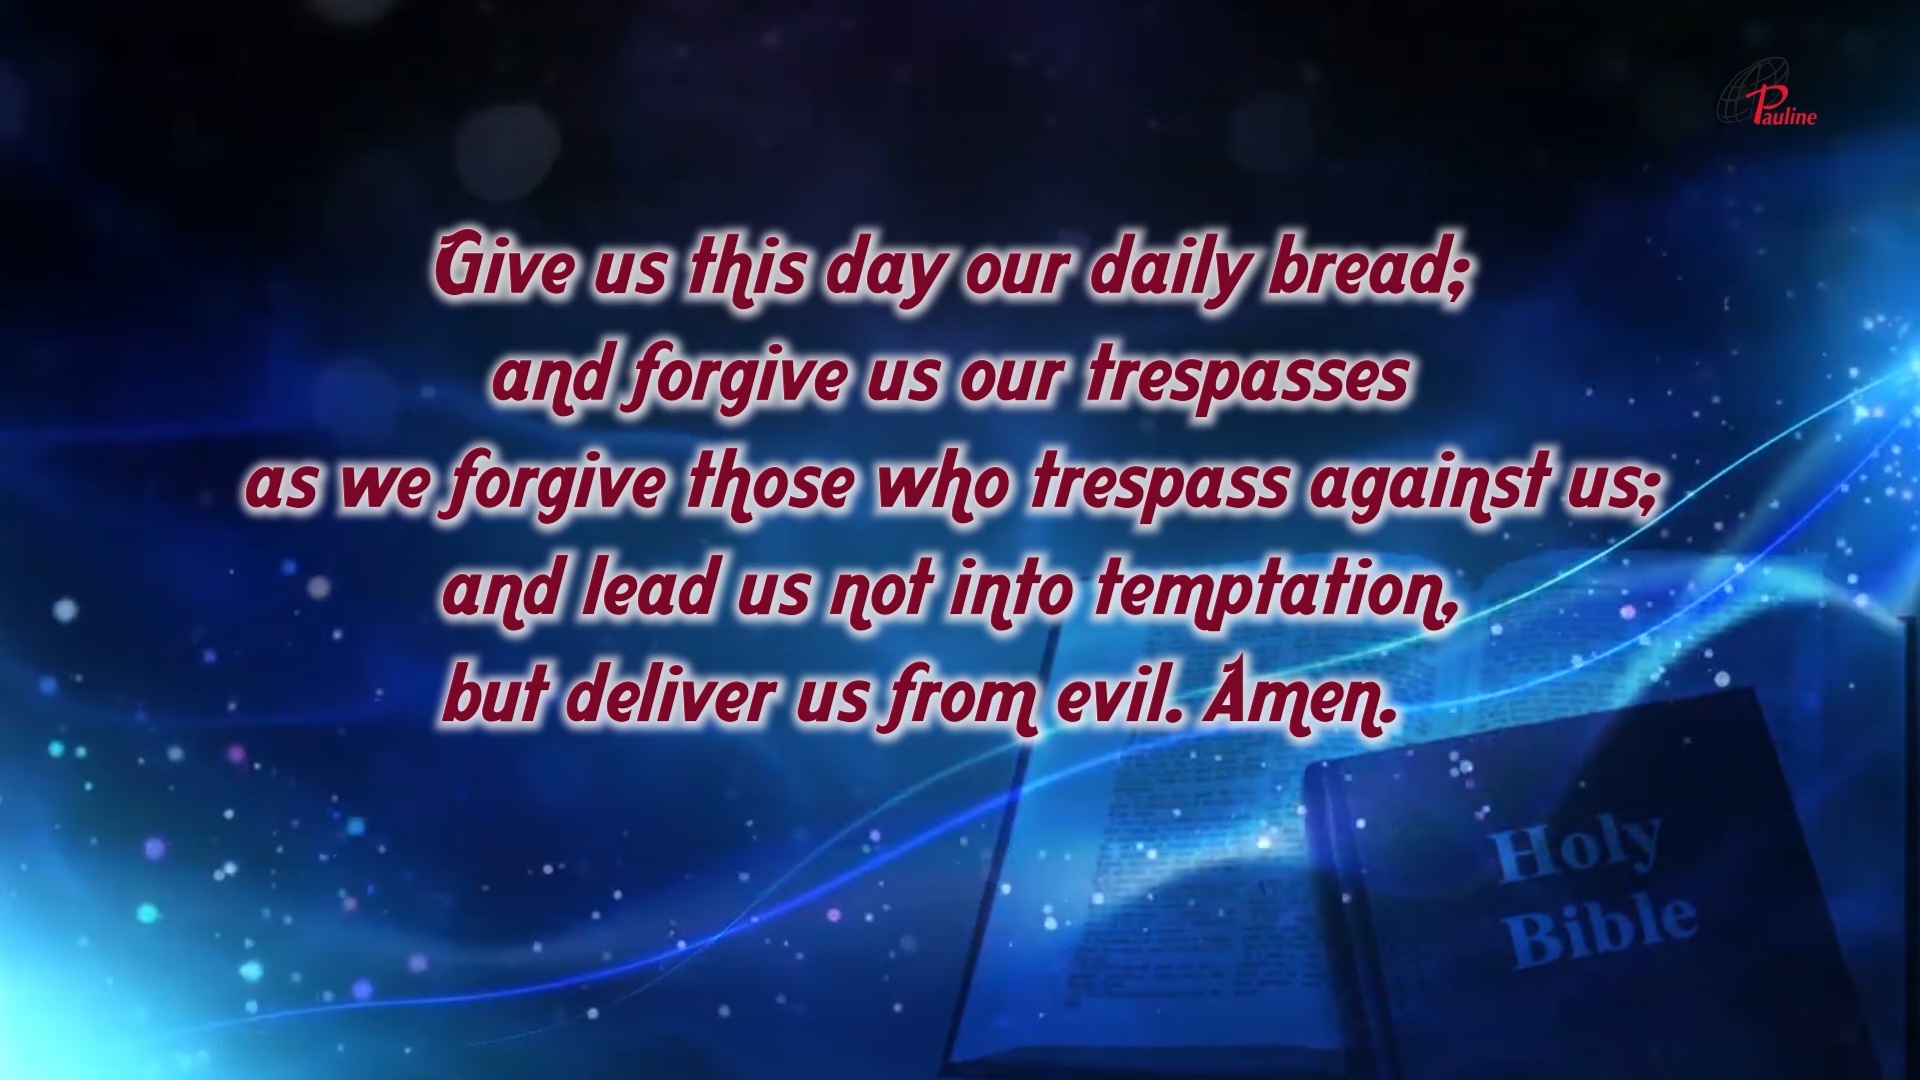 Pauline
Give us this day our daily bread;
and forgive us our trespasses
as we forgive those who trespass against us;
and lead us not into temptation,
but deliver us from evil. Amen.
Holy
Bible